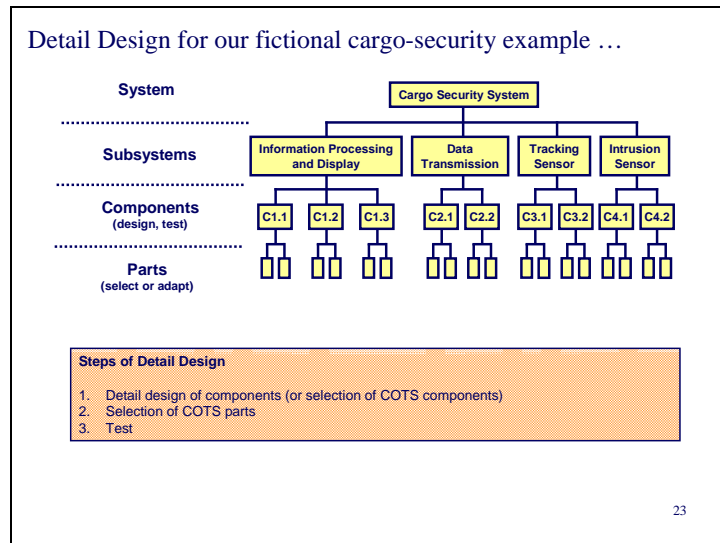 Detail Design for our fictional cargo-security example …
System
Cargo Security System
Subsystems
Information Processing
and Display
Data
Transmission
Tracking
Sensor
Intrusion
Sensor
Components
(design, test)
C1.1
C1.2
C1.3
C2.1
C2.2
C3.1
C3.2
C4.1
C4.2
Parts
(select or adapt)
Steps of Detail Design
1. Detail design of components (or selection of COTS components)
2. Selection of COTS parts
3. Test
23